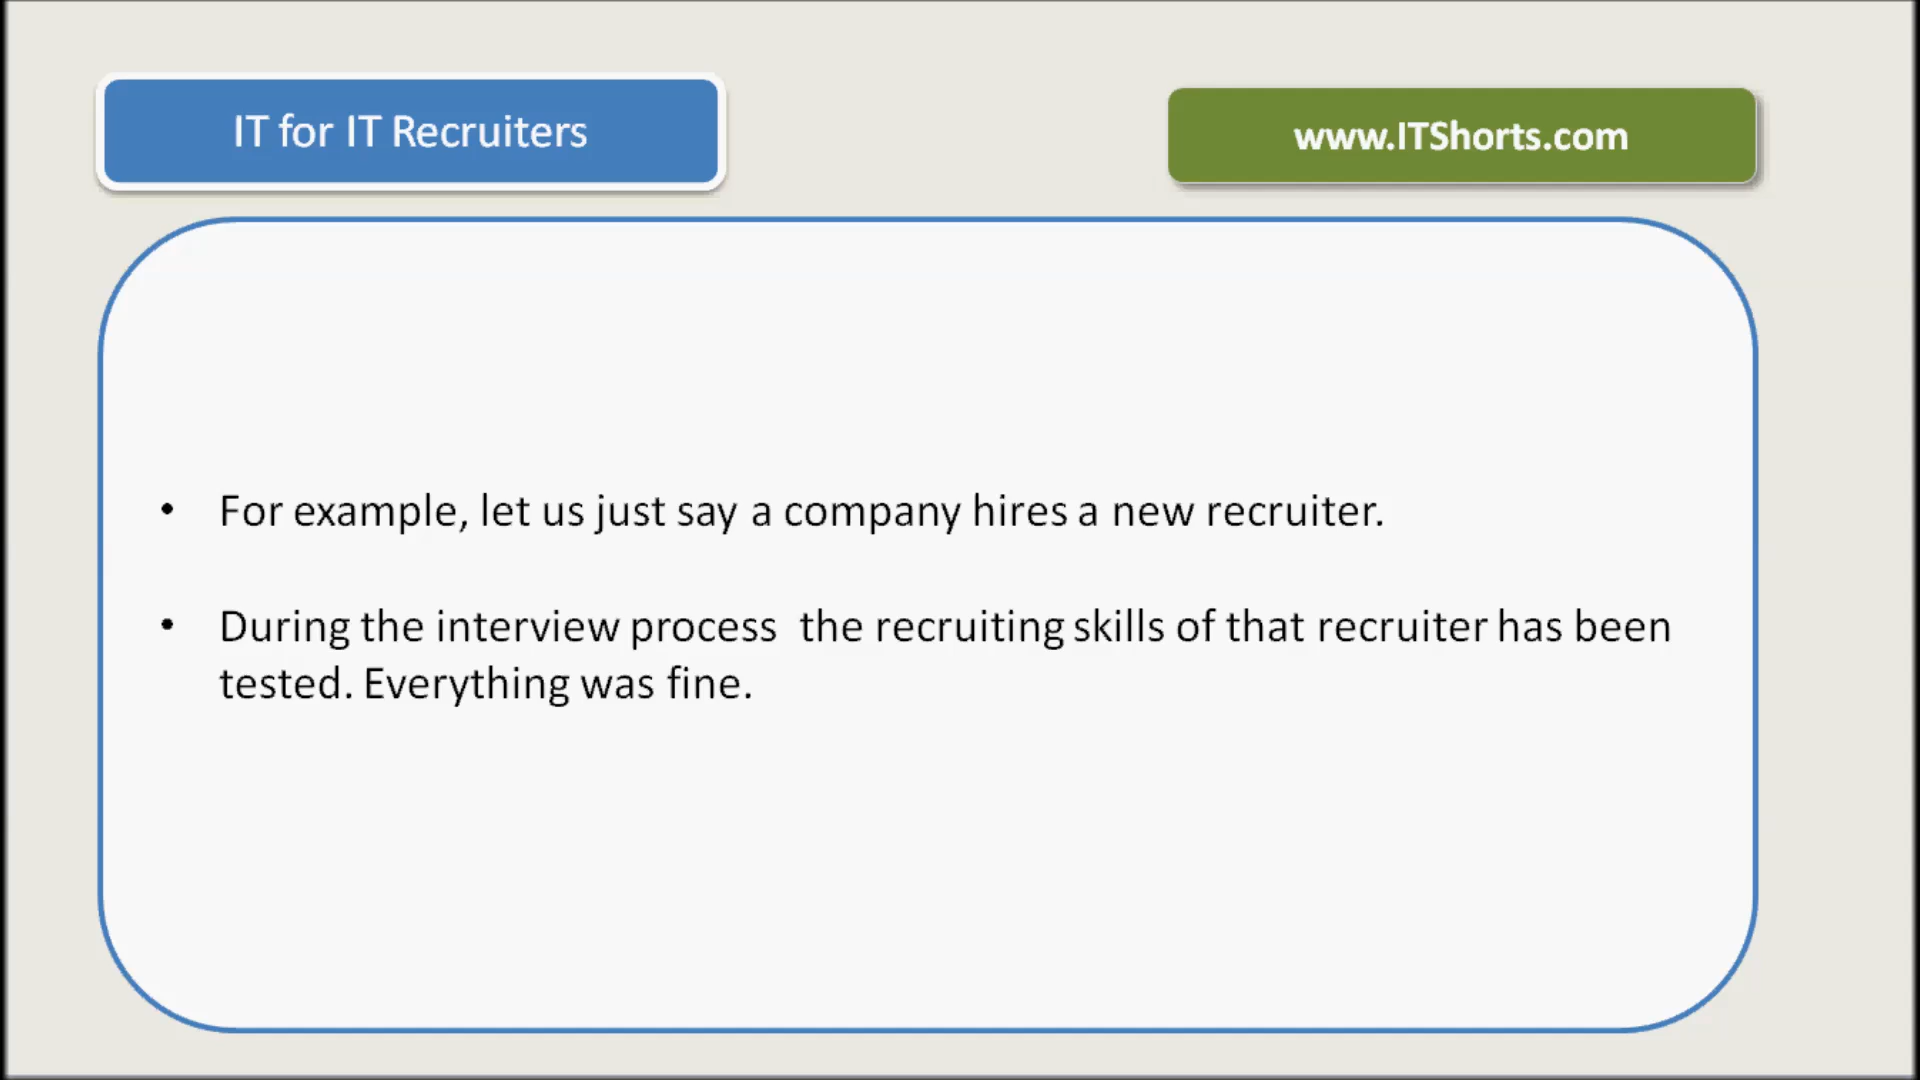 IT for IT Recruiters
www.ITShorts.com
• For example, let us just say a company hires a new recruiter.
• During the interview process  the recruiting skills of that recruiter has been
tested. Everything was fine.